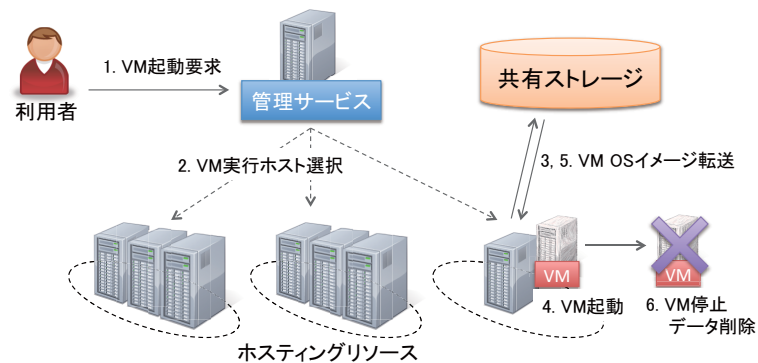 利用者
1. VM起動要求
管理サービス
共有ストレージ
2. VM実行ホスト選択
3, 5. VM OSイメージ転送
VM
4. VM起動
VM
6. VM停止
データ削除
ホスティングリソース